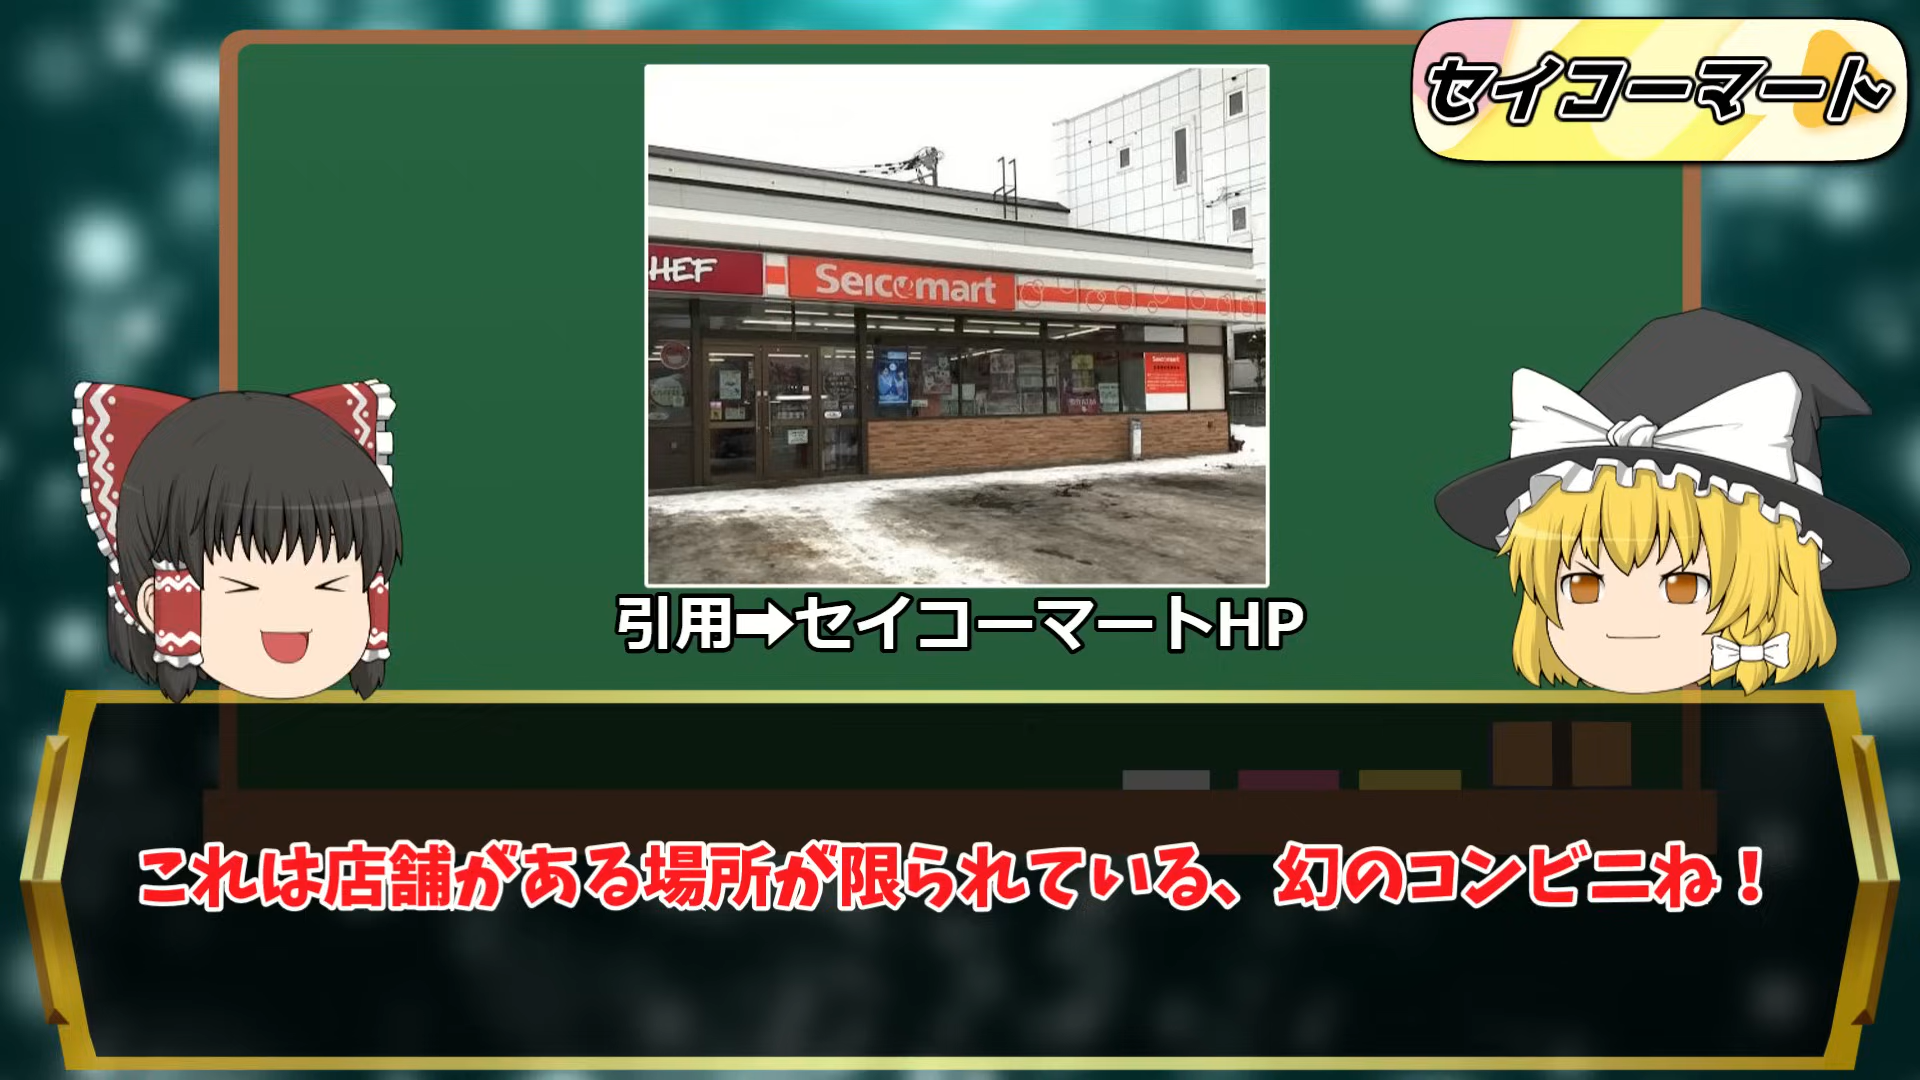 セイコーマート
HEF
Seicomart
Seicomart
引用➡セイコーマートHP
これは店舗がある場所が限られている、幻のコンビニね！